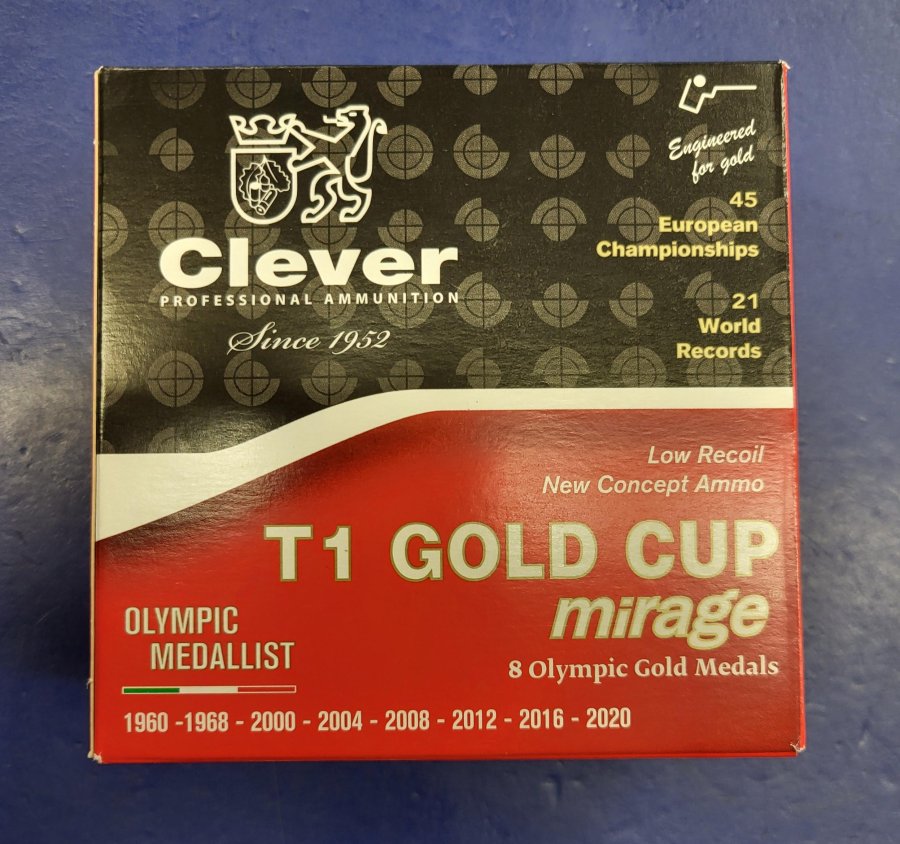 Clever
PROFESSIONAL AMMUNITION
Since 1952
Engineered
for gold
45
European
Championships
21
World
Records
Low Recoil
New Concept Ammo
T1 GOLD CUP
mirage
8 Olympic Gold Medals
OLYMPIC
MEDALLIST
1960 -1968 - 2000 - 2004 - 2008 - 2012 - 2016 - 2020